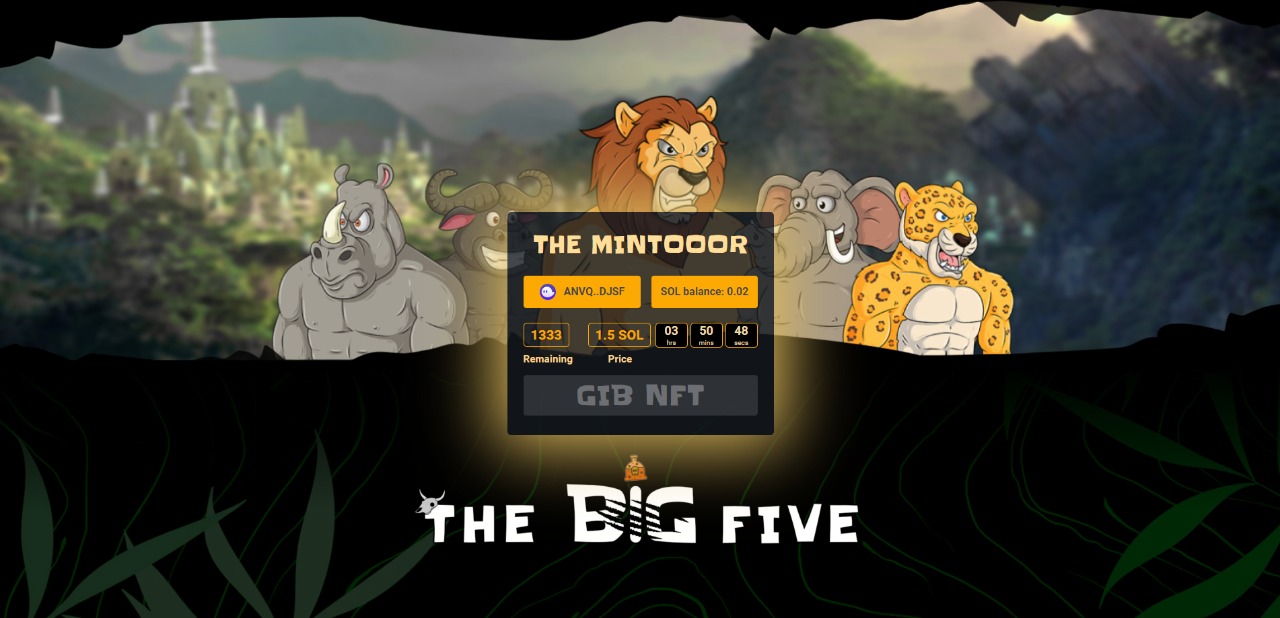 THE MINTOOOR
ANVQ..DJSF
SOL balance: 0.02
1333
1.5 SOL
03
50
48
hrs
mins
secs
Remaining
Price
GIB NFT
THE BIG FIVE